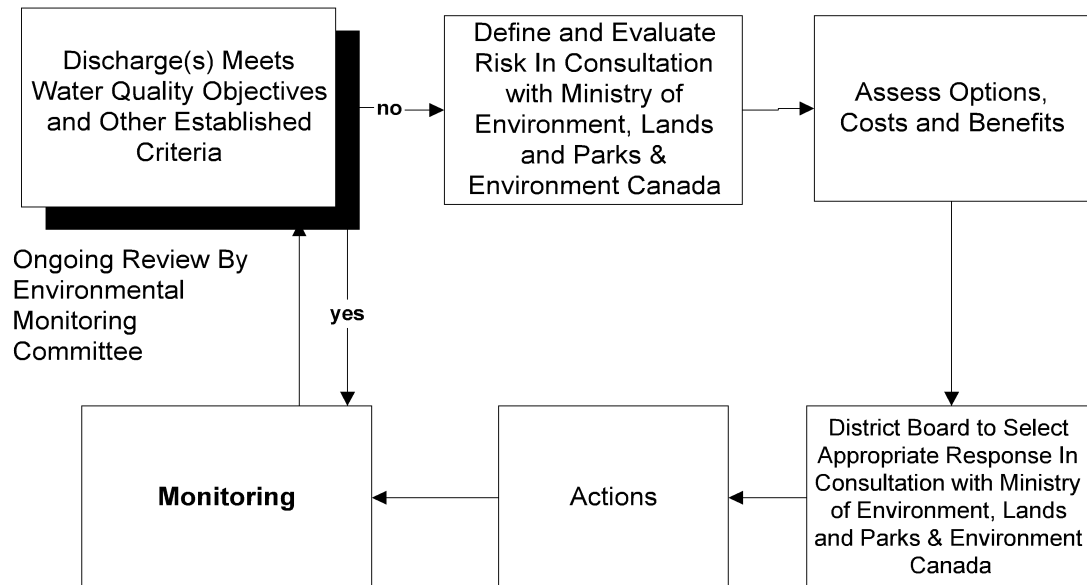 Discharge(s) Meets
Water Quality Objectives
and Other Established
Criteria
no
Define and Evaluate
Risk In Consultation
with Ministry of
Environment, Lands
and Parks &
Environment Canada
Assess Options,
Costs and Benefits
Ongoing Review By
Environmental
Monitoring
Committee
yes
Monitoring
Actions
District Board to Select
Appropriate Response In
Consultation with Ministry
of Environment, Lands
and Parks & Environment
Canada